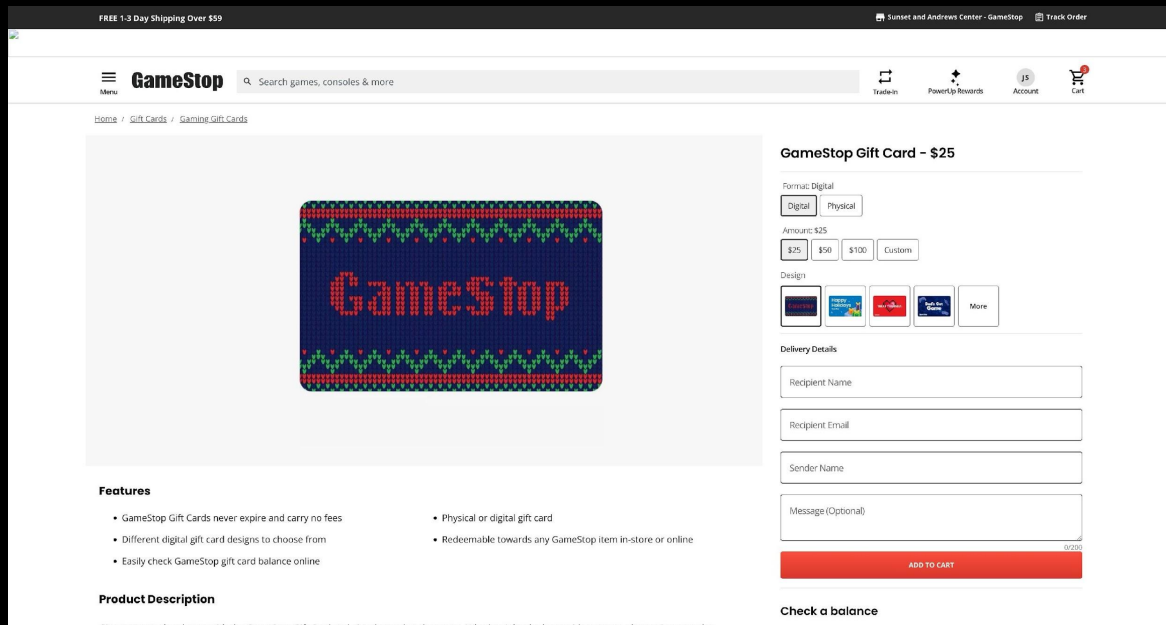 FREE 1-3 Day Shipping Over $59
Sunset and Andrews Center - GameStop
Track Order
Menu
GameStop
Search games, consoles & more
Trade-In
PowerUp Rewards
JS
Account
Cart
Home / Gift Cards / Gaming Gift Cards
GameStop
GameStop Gift Card - $25
Format: Digital
Digital
Physical
Amount: $25
$25
$50
$100
Custom
Design
Happy Holidays
Game
More
Delivery Details
Recipient Name
Recipient Email
Sender Name
Message (Optional)
0/200
ADD TO CART
Check a balance
Features
• GameStop Gift Cards never expire and carry no fees
• Different digital gift card designs to choose from
• Easily check GameStop gift card balance online
• Physical or digital gift card
• Redeemable towards any GameStop item in-store or online
Product Description